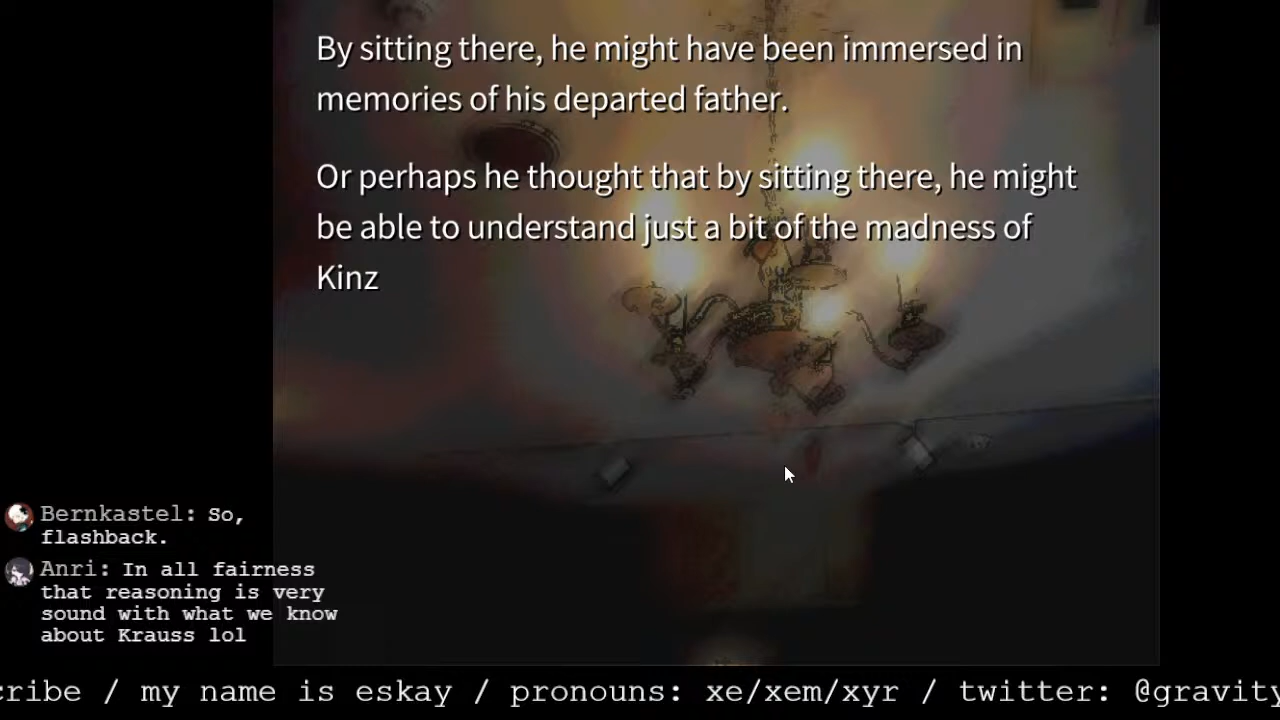 By sitting there, he might have been immersed in
memories of his departed father.
Or perhaps he thought that by sitting there, he might
be able to understand just a bit of the madness of
Kinz
Bernkastel: So,
flashback.
Anri: In all fairness
that reasoning is very
sound with what we know
about Krauss lol
cribe / my name is eskay / pronouns: xe/xem/xyr / twitter: @gravity